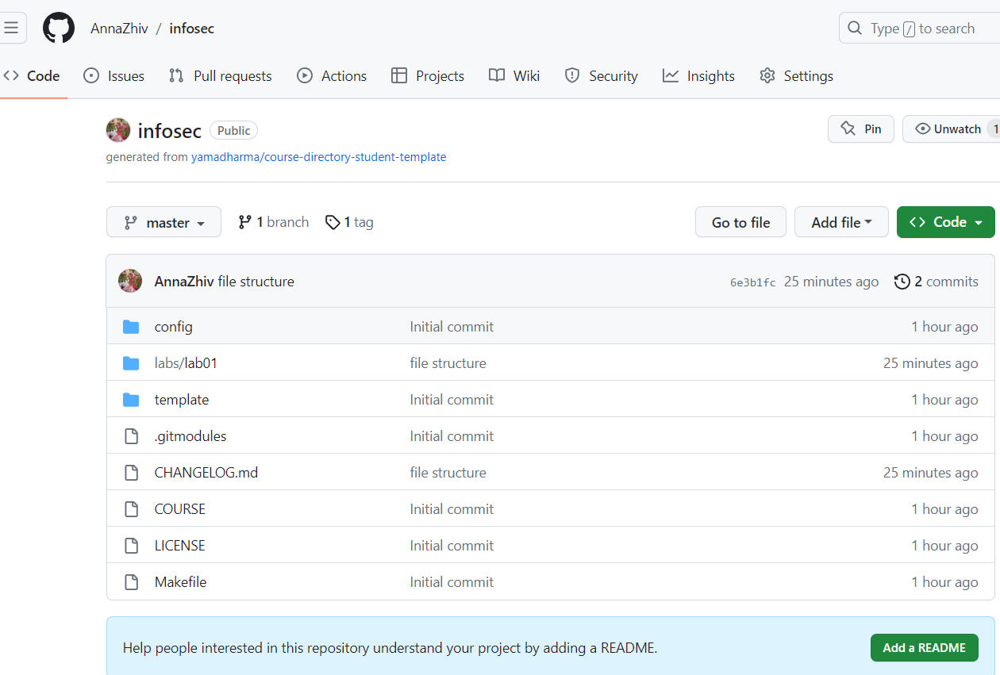 AnnaZhiv / infosec
Type / to search
Code Issues Pull requests Actions Projects Wiki Security Insights Settings
infosec Public
Pin Unwatch 1
generated from yamadharma/course-directory-student-template
master 1 branch 1 tag Go to file Add file Code
AnnaZhiv file structure 6e3b1fc 25 minutes ago 2 commits
config Initial commit 1 hour ago
labs/lab01 file structure 25 minutes ago
template Initial commit 1 hour ago
.gitmodules Initial commit 1 hour ago
CHANGELOG.md file structure 25 minutes ago
COURSE Initial commit 1 hour ago
LICENSE Initial commit 1 hour ago
Makefile Initial commit 1 hour ago
Help people interested in this repository understand your project by adding a README. Add a README